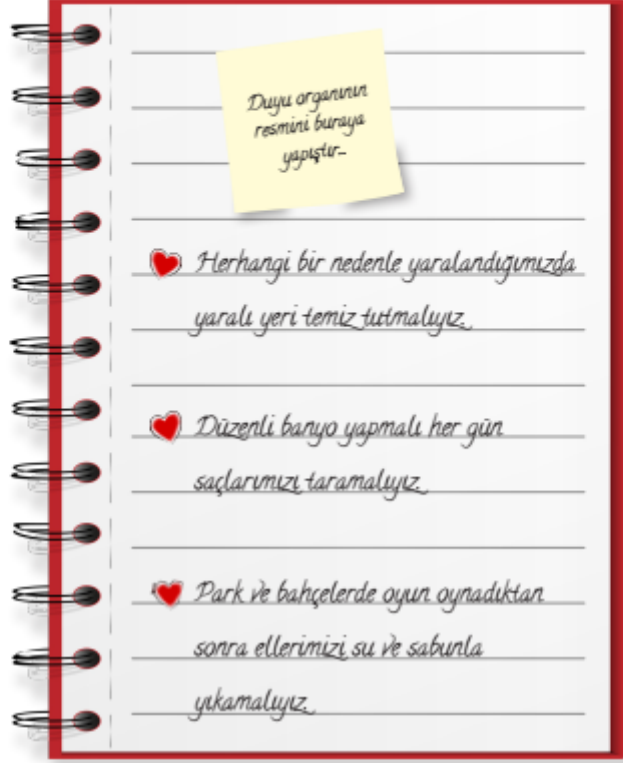 Duyu organının
resmini buraya
yapıştır...
Herhangi bir nedenle yaralandığımızda
yaralı yeri temiz tutmalıyız.
Düzenli banyo yapmalı her gün
saçlarımızı taramalıyız.
Park ve bahçelerde oyun oynadıktan
sonra ellerimizi su ve sabunla
yıkamalıyız.